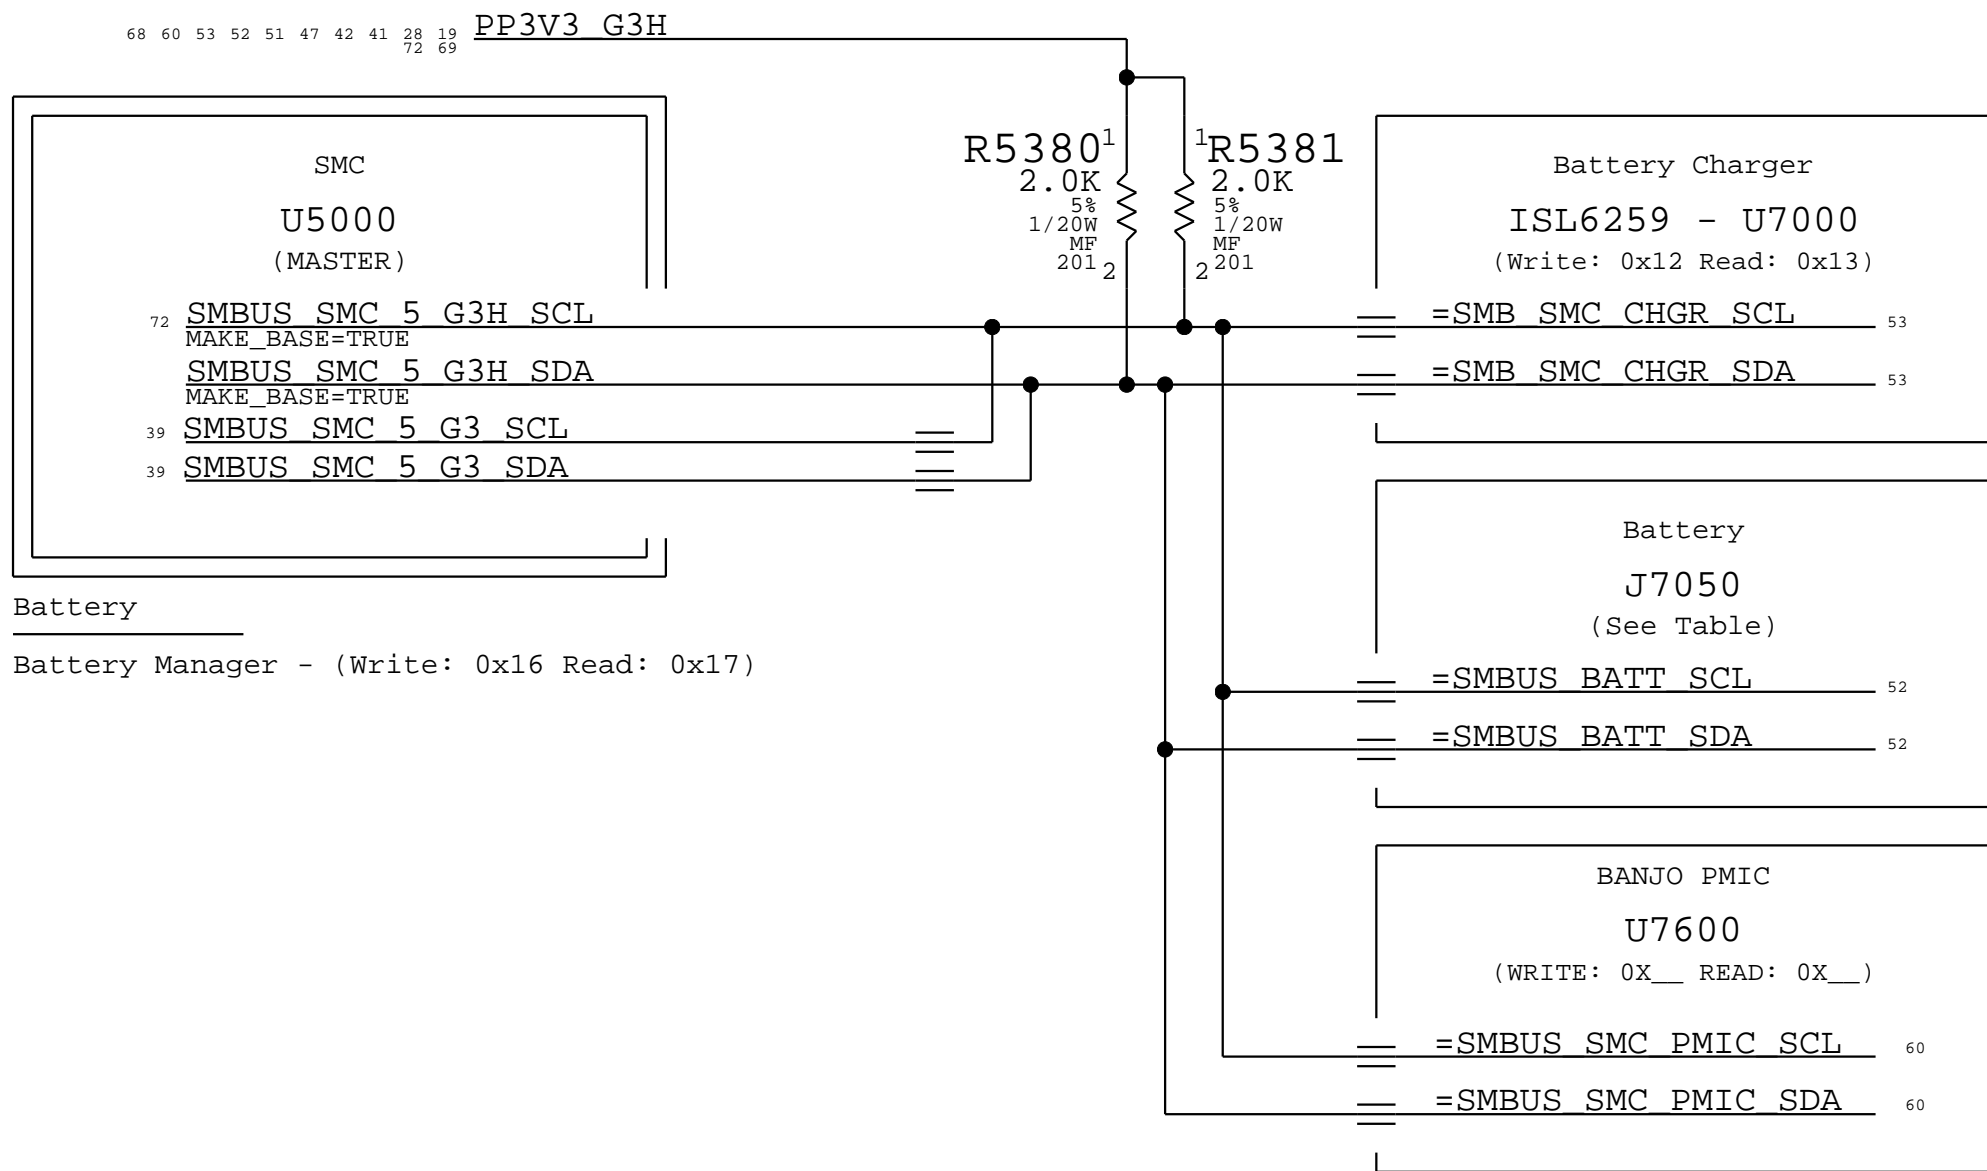 68 60 53 52 51 47 42 41 28 19 PP3V3_G3H
72 69
SMC
U5000
(MASTER)
72 SMBUS_SMC_5_G3H_SCL
MAKE_BASE=TRUE
SMBUS_SMC_5_G3H_SDA
MAKE_BASE=TRUE
39 SMBUS_SMC_5_G3_SCL
39 SMBUS_SMC_5_G3_SDA
Battery
Battery Manager - (Write: 0x16 Read: 0x17)
R5380 1
2.0K
5%
1/20W
MF
201 2
1 R5381
2.0K
5%
1/20W
MF
2 201
Battery Charger
ISL6259 - U7000
(Write: 0x12 Read: 0x13)
=SMB_SMC_CHGR_SCL 53
=SMB_SMC_CHGR_SDA 53
Battery
J7050
(See Table)
=SMBUS_BATT_SCL 52
=SMBUS_BATT_SDA 52
BANJO PMIC
U7600
(WRITE: 0X__ READ: 0X__)
=SMBUS_SMC_PMIC_SCL 60
=SMBUS_SMC_PMIC_SDA 60